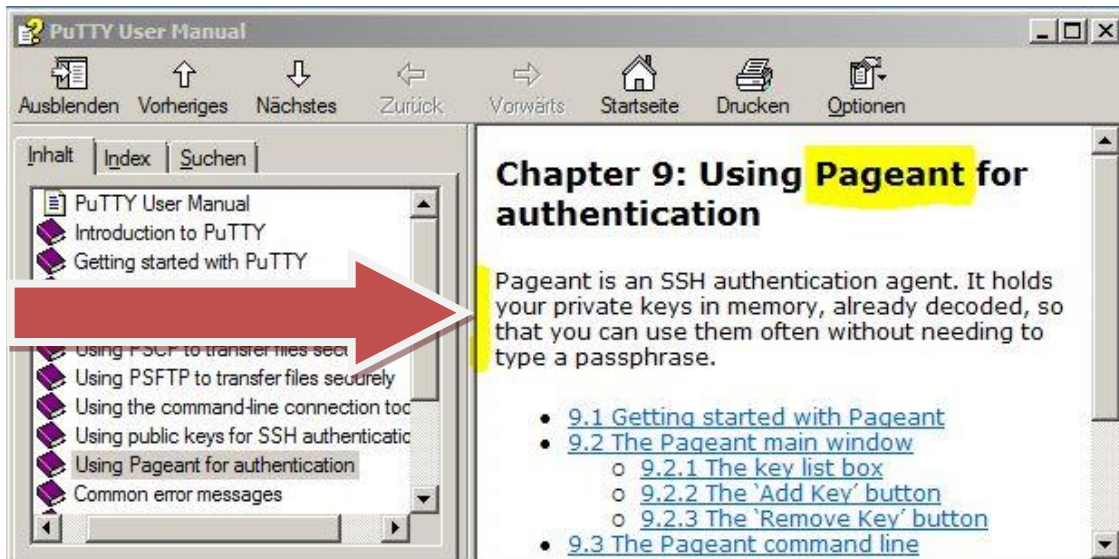 PuTTY User Manual
Ausblenden Vorheriges Nächstes Zurück Vorwärts Startseite Drucken Optionen
Inhalt Index Suchen
PuTTY User Manual
Introduction to PuTTY
Getting started with PuTTY
Using PSCP to transfer files sec
Using PSFTP to transfer files securely
Using the command-line connection too
Using public keys for SSH authenticatic
Using Pageant for authentication
Common error messages
Chapter 9: Using Pageant for
authentication
Pageant is an SSH authentication agent. It holds
your private keys in memory, already decoded, so
that you can use them often without needing to
type a passphrase.
9.1 Getting started with Pageant
9.2 The Pageant main window
9.2.1 The key list box
9.2.2 The `Add Key' button
9.2.3 The `Remove Key' button
9.3 The Pageant command line